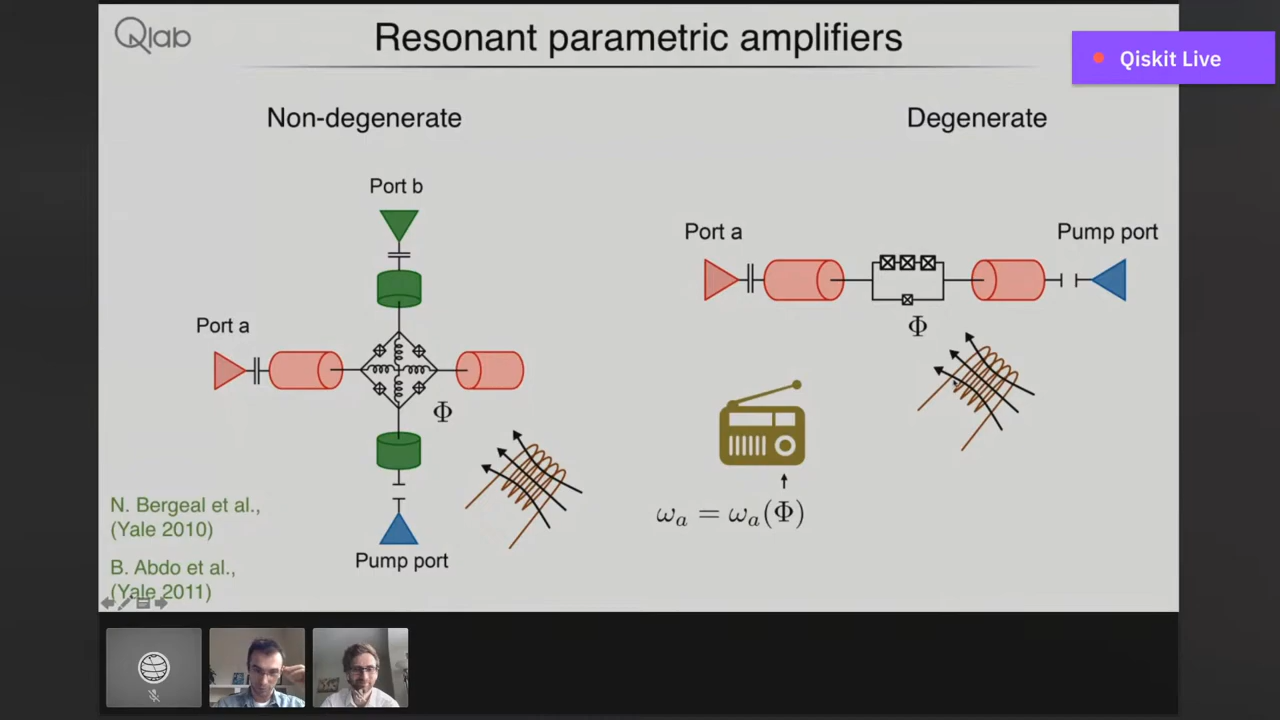 Qlab
Resonant parametric amplifiers
Qiskit Live
Non-degenerate
Degenerate
Port b
Port a
Φ
Pump port
N. Bergeal et al.,
(Yale 2010)
B. Abdo et al.,
(Yale 2011)
Port a
Pump port
Φ
ωₐ = ωₐ(Φ)